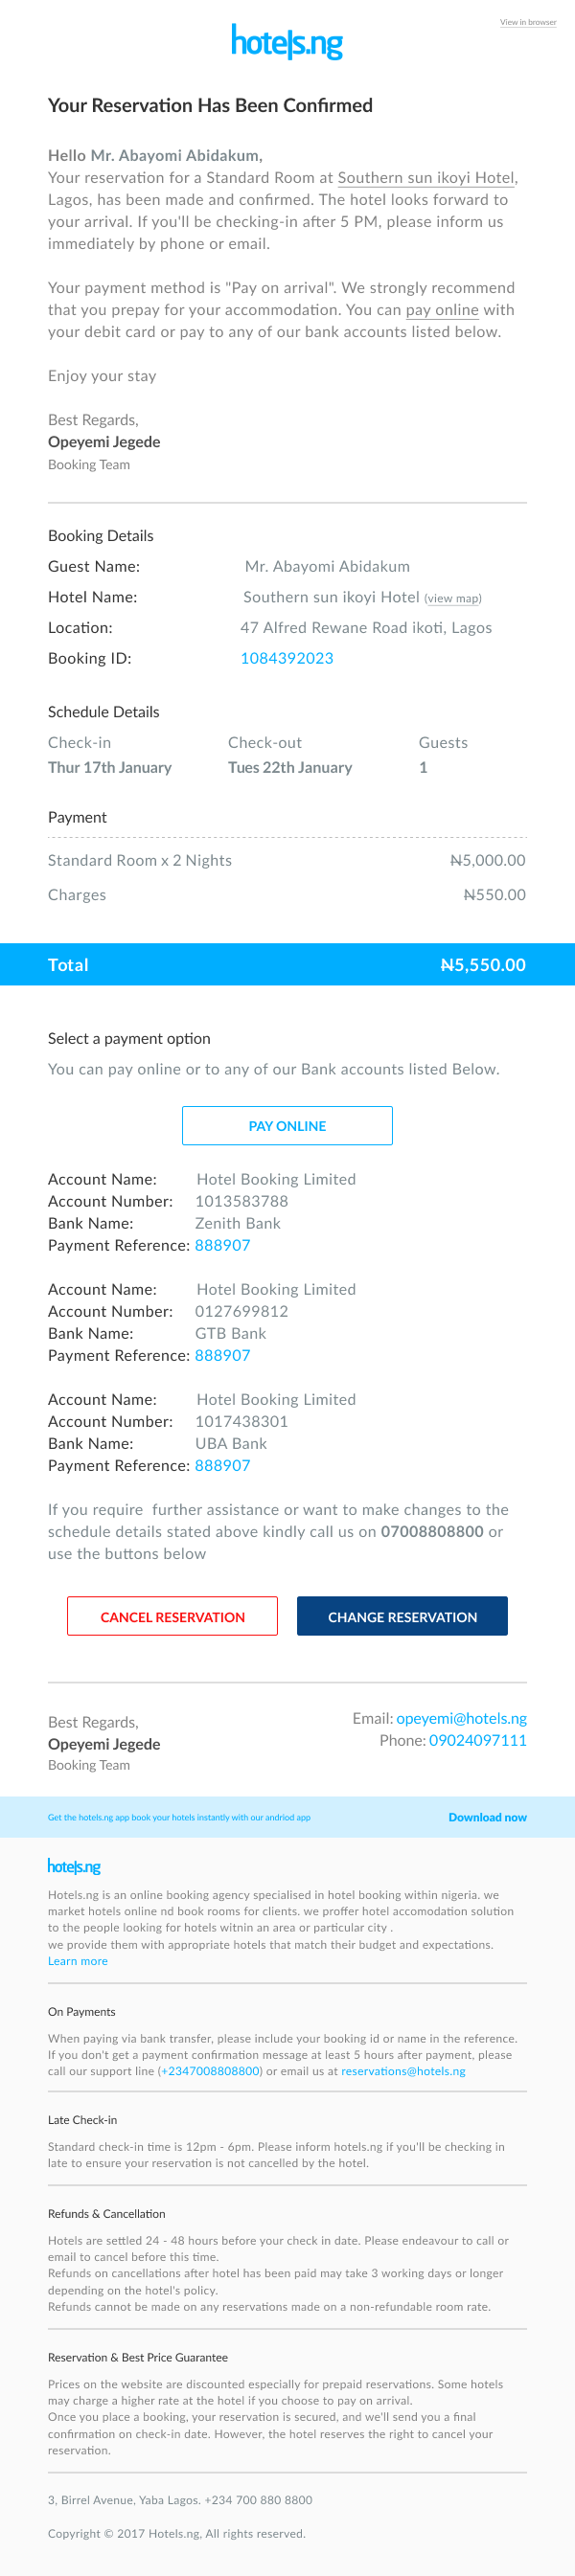 View in browser
hotels.ng
Your Reservation Has Been Confirmed
Hello Mr. Abayomi Abidakum,
Your reservation for a Standard Room at Southern sun ikoyi Hotel,
Lagos, has been made and confirmed. The hotel looks forward to
your arrival. If you'll be checking-in after 5 PM, please inform us
immediately by phone or email.
Your payment method is "Pay on arrival". We strongly recommend
that you prepay for your accommodation. You can pay online with
your debit card or pay to any of our bank accounts listed below.
Enjoy your stay
Best Regards,
Opeyemi Jegede
Booking Team
Booking Details
Guest Name: Mr. Abayomi Abidakum
Hotel Name: Southern sun ikoyi Hotel (view map)
Location: 47 Alfred Rewane Road ikoti, Lagos
Booking ID: 1084392023
Schedule Details
Check-in Check-out Guests
Thur 17th January Tues 22th January 1
Payment
Standard Room x 2 Nights ₦5,000.00
Charges ₦550.00
Total ₦5,550.00
Select a payment option
You can pay online or to any of our Bank accounts listed Below.
PAY ONLINE
Account Name: Hotel Booking Limited
Account Number: 1013583788
Bank Name: Zenith Bank
Payment Reference: 888907
Account Name: Hotel Booking Limited
Account Number: 0127699812
Bank Name: GTB Bank
Payment Reference: 888907
Account Name: Hotel Booking Limited
Account Number: 1017438301
Bank Name: UBA Bank
Payment Reference: 888907
If you require further assistance or want to make changes to the
schedule details stated above kindly call us on 07008808800 or
use the buttons below
CANCEL RESERVATION CHANGE RESERVATION
Best Regards, Email: opeyemi@hotels.ng
Opeyemi Jegede Phone: 09024097111
Booking Team
Get the hotels.ng app book your hotels instantly with our andriod app Download now
hotels.ng
Hotels.ng is an online booking agency specialised in hotel booking within nigeria. we
market hotels online nd book rooms for clients. we proffer hotel accomodation solution
to the people looking for hotels witnin an area or particular city .
we provide them with appropriate hotels that match their budget and expectations.
Learn more
On Payments
When paying via bank transfer, please include your booking id or name in the reference.
If you don't get a payment confirmation message at least 5 hours after payment, please
call our support line (+2347008808800) or email us at reservations@hotels.ng
Late Check-in
Standard check-in time is 12pm - 6pm. Please inform hotels.ng if you'll be checking in
late to ensure your reservation is not cancelled by the hotel.
Refunds & Cancellation
Hotels are settled 24 - 48 hours before your check in date. Please endeavour to call or
email to cancel before this time.
Refunds on cancellations after hotel has been paid may take 3 working days or longer
depending on the hotel's policy.
Refunds cannot be made on any reservations made on a non-refundable room rate.
Reservation & Best Price Guarantee
Prices on the website are discounted especially for prepaid reservations. Some hotels
may charge a higher rate at the hotel if you choose to pay on arrival.
Once you place a booking, your reservation is secured, and we'll send you a final
confirmation on check-in date. However, the hotel reserves the right to cancel your
reservation.
3, Birrel Avenue, Yaba Lagos. +234 700 880 8800
Copyright © 2017 Hotels.ng, All rights reserved.